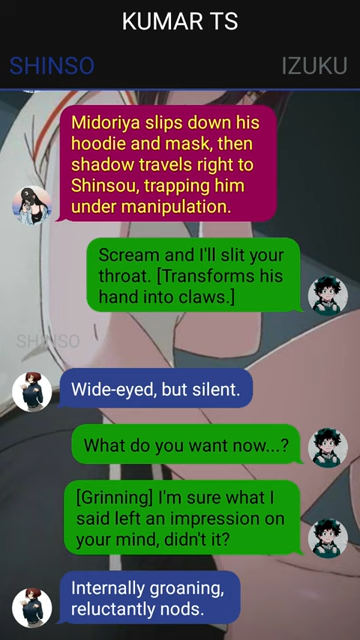 KUMAR TS
SHINSO
IZUKU
Midoriya slips down his
hoodie and mask, then
shadow travels right to
Shinsou, trapping him
under manipulation.
Scream and I'll slit your
throat. [Transforms his
hand into claws.]
SHINSO
Wide-eyed, but silent.
What do you want now...?
[Grinning] I'm sure what I
said left an impression on
your mind, didn't it?
Internally groaning,
reluctantly nods.